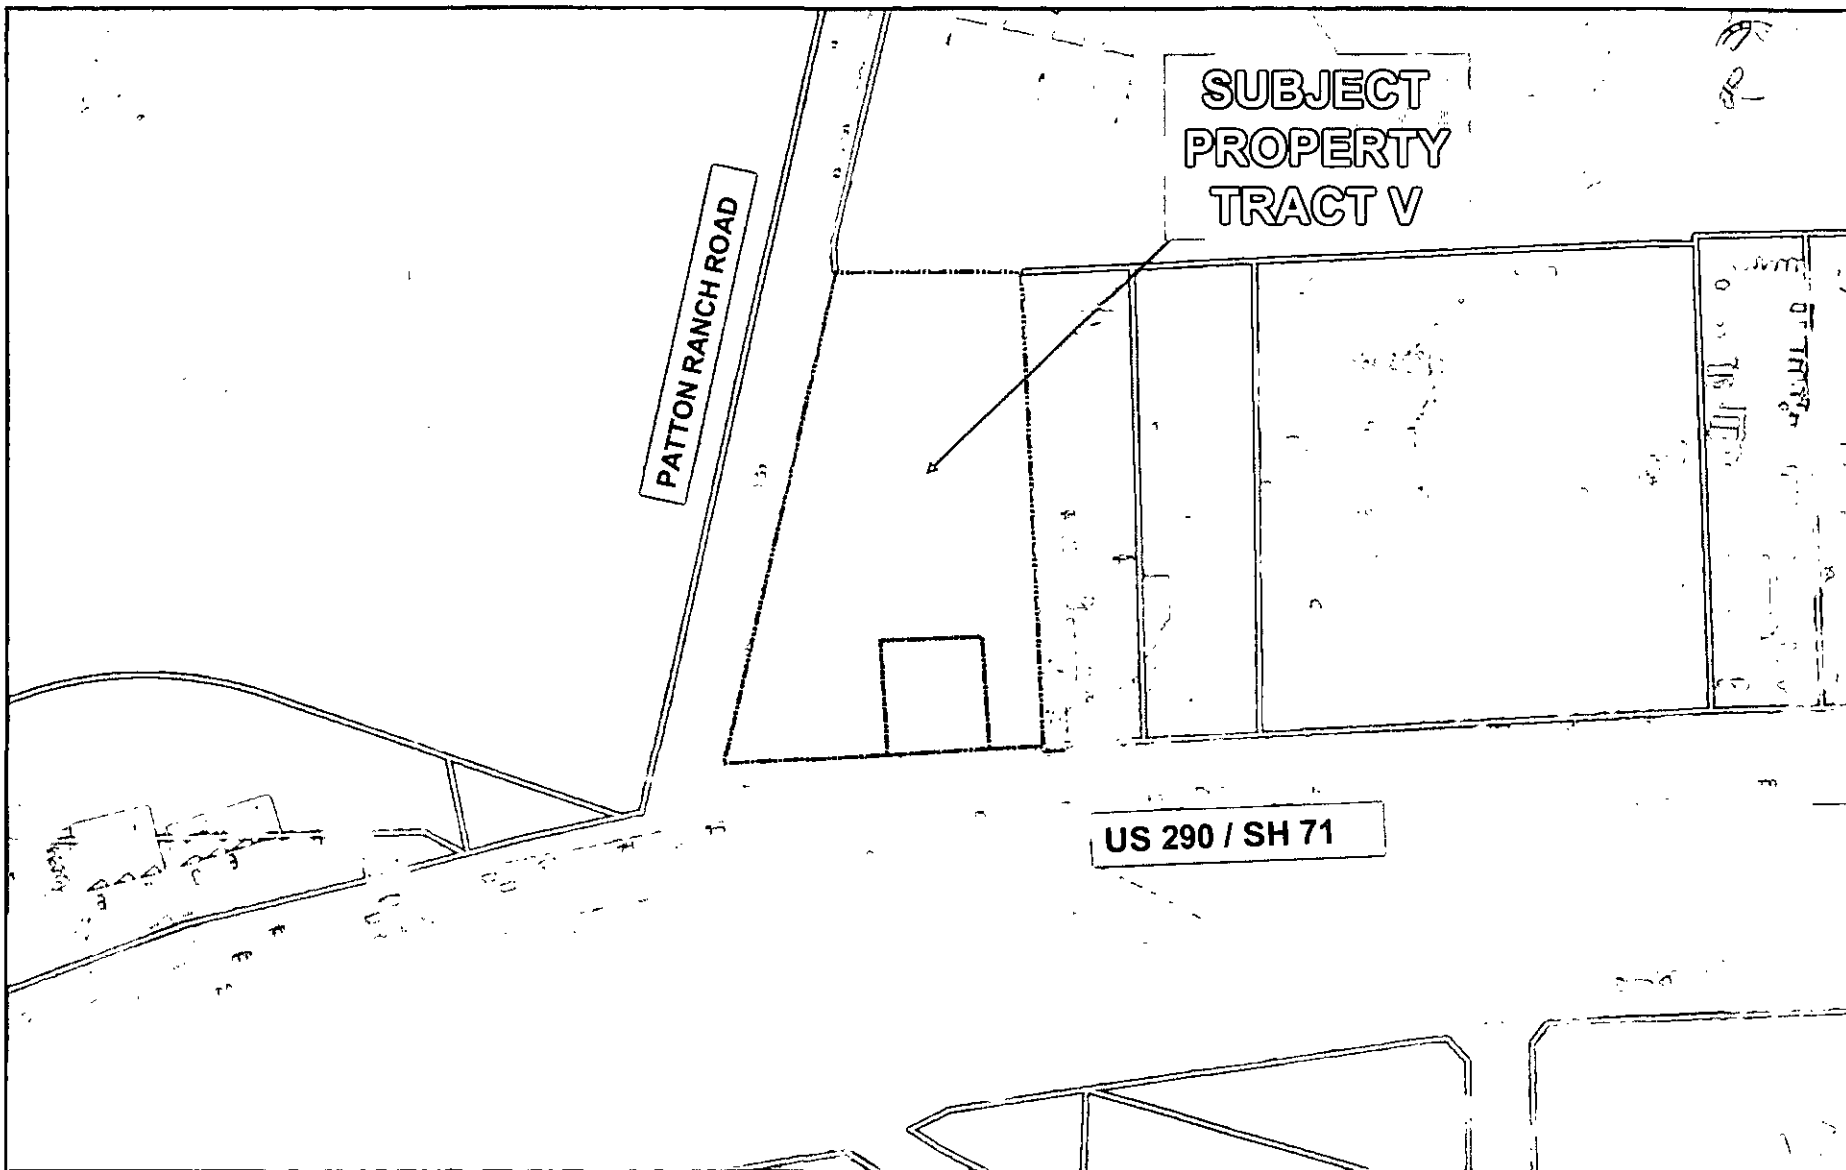 SUBJECT
PROPERTY
TRACT V
PATTON RANCH ROAD
US 290 / SH 71